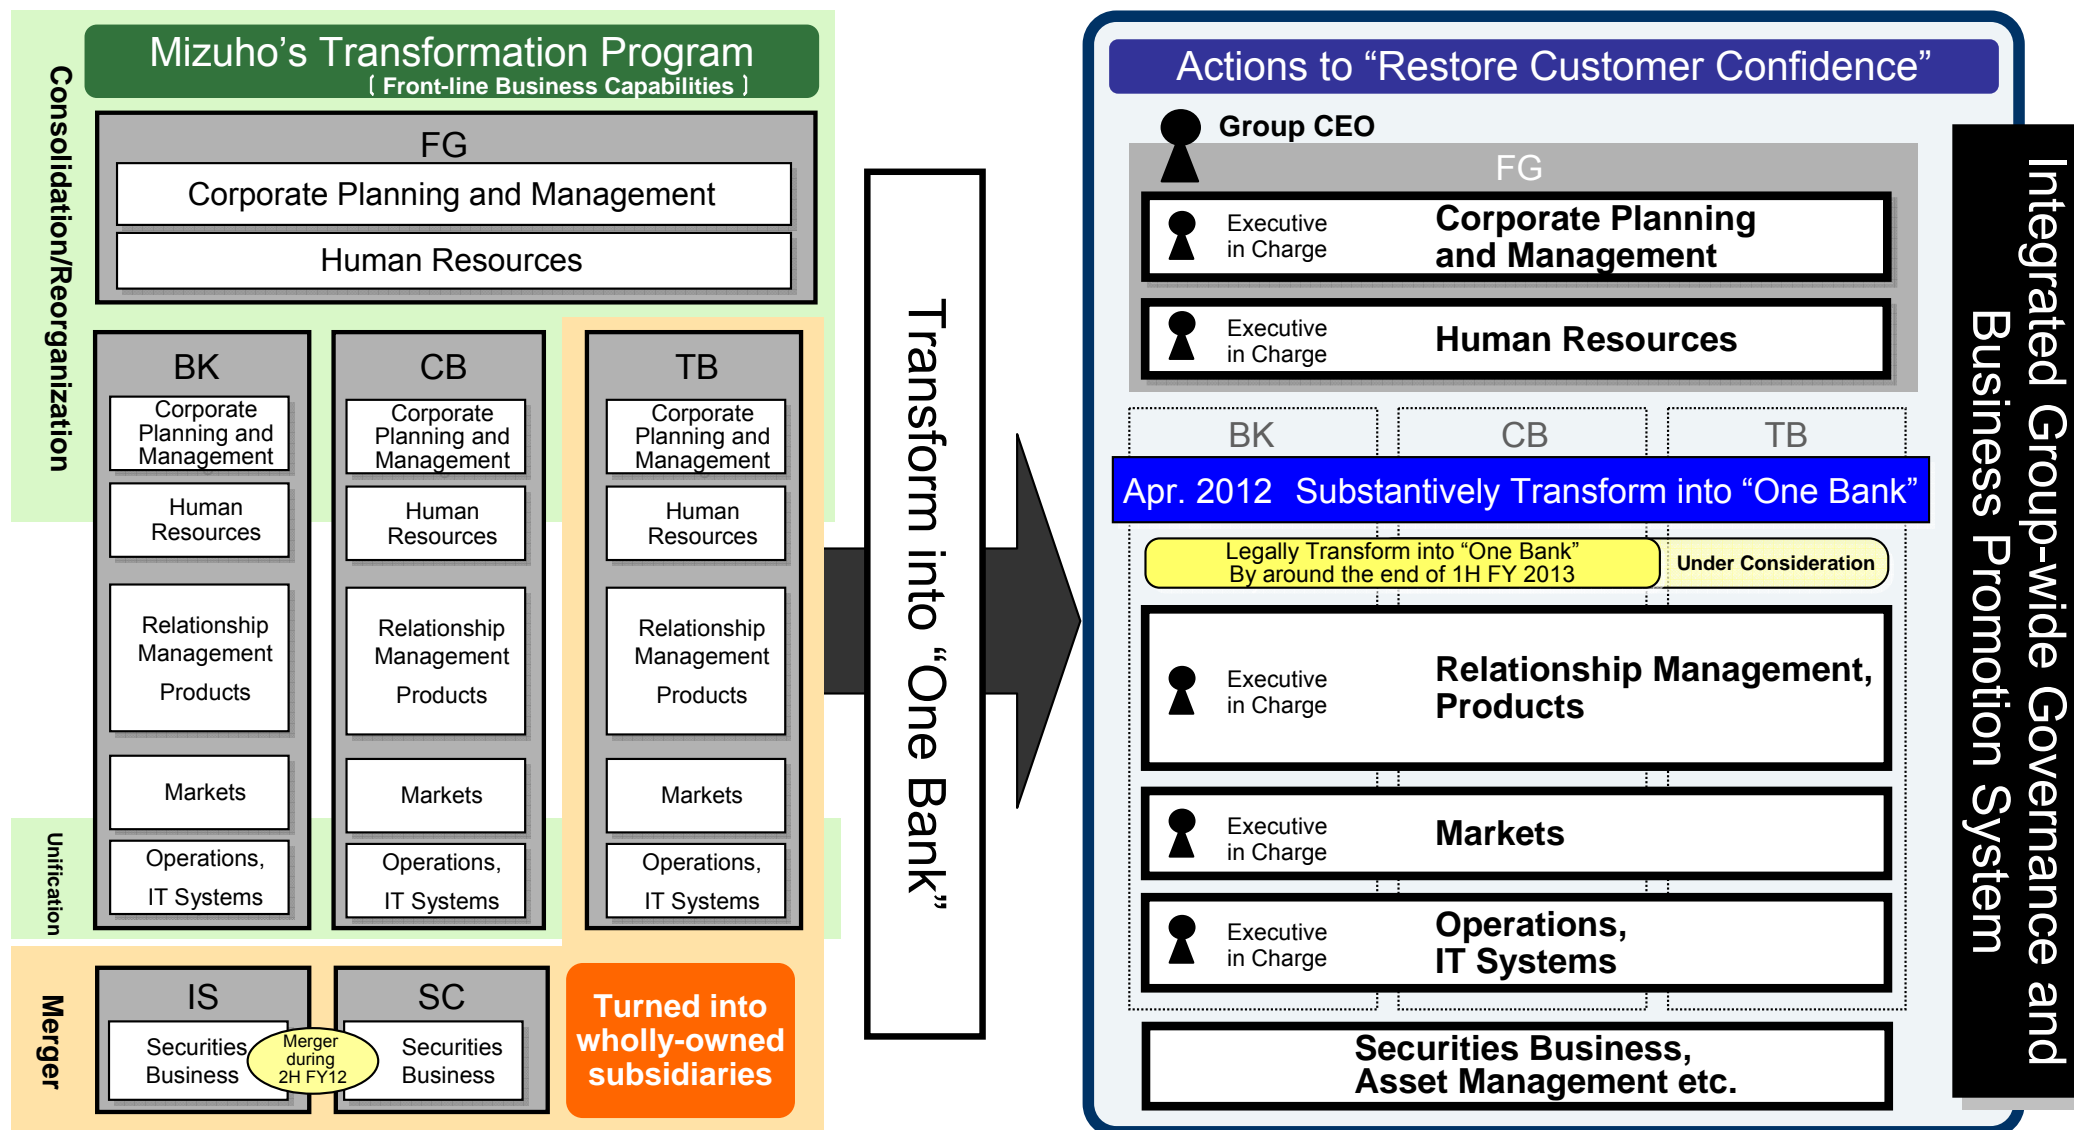 Mizuho’s Transformation Program
( Front-line Business Capabilities )
Consolidation/Reorganization
FG
Corporate Planning and Management
Human Resources
BK
Corporate
Planning and
Management
Human
Resources
Relationship
Management
Products
Markets
Operations,
IT Systems
CB
Corporate
Planning and
Management
Human
Resources
Relationship
Management
Products
Markets
Operations,
IT Systems
TB
Corporate
Planning and
Management
Human
Resources
Relationship
Management
Products
Markets
Operations,
IT Systems
Unification
Merger
IS
Securities
Business
Merger
during
2H FY12
SC
Securities
Business
Turned into
wholly-owned
subsidiaries
Transform into “One Bank”
Actions to “Restore Customer Confidence”
Group CEO
FG
Executive
in Charge
Corporate Planning
and Management
Executive
in Charge
Human Resources
BK
CB
TB
Apr. 2012 Substantively Transform into “One Bank”
Legally Transform into “One Bank”
By around the end of 1H FY 2013
Under Consideration
Executive
in Charge
Relationship Management,
Products
Executive
in Charge
Markets
Executive
in Charge
Operations,
IT Systems
Securities Business,
Asset Management etc.
Integrated Group-wide Governance and
Business Promotion System